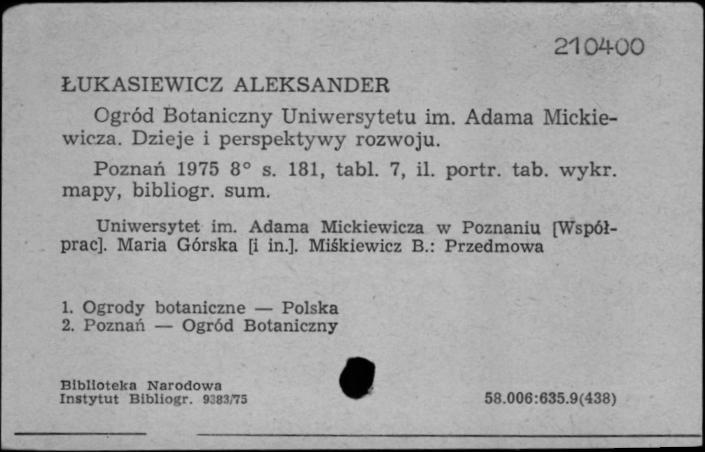 210400
ŁUKASIEWICZ ALEKSANDER
Ogród Botaniczny Uniwersytetu im. Adama Mickie-
wicza. Dzieje i perspektywy rozwoju.
Poznań 1975 8° s. 181, tabl. 7, il. portr. tab. wykr.
mapy, bibliogr. sum.
Uniwersytet im. Adama Mickiewicza w Poznaniu [Współ-
prac]. Maria Górska [i in.]. Miśkiewicz B.: Przedmowa
1. Ogrody botaniczne — Polska
2. Poznań — Ogród Botaniczny
Biblioteka Narodowa
Instytut Bibliogr. 9383/75
58.006:635.9(438)